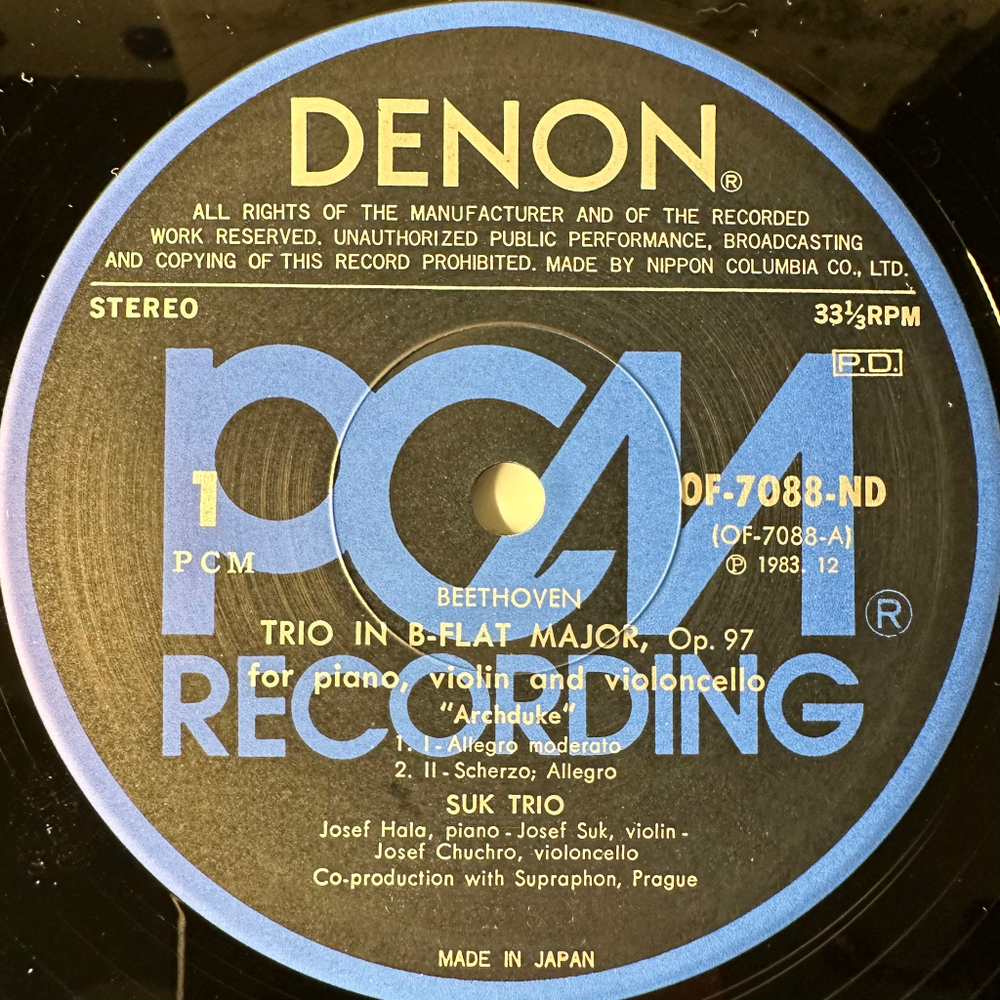 DENON®
ALL RIGHTS OF THE MANUFACTURER AND OF THE RECORDED
WORK RESERVED. UNAUTHORIZED PUBLIC PERFORMANCE, BROADCASTING
AND COPYING OF THIS RECORD PROHIBITED. MADE BY NIPPON COLUMBIA CO., LTD.
STEREO 33⅓RPM
P.D.
PCM®
RECORDING
1 OF-7088-ND
(OF-7088-A)
PCM ℗ 1983. 12
BEETHOVEN
TRIO IN B-FLAT MAJOR, Op. 97
for piano, violin and violoncello
"Archduke"
1. I - Allegro moderato
2. II - Scherzo; Allegro
SUK TRIO
Josef Hala, piano - Josef Suk, violin -
Josef Chuchro, violoncello
Co-production with Supraphon, Prague
MADE IN JAPAN